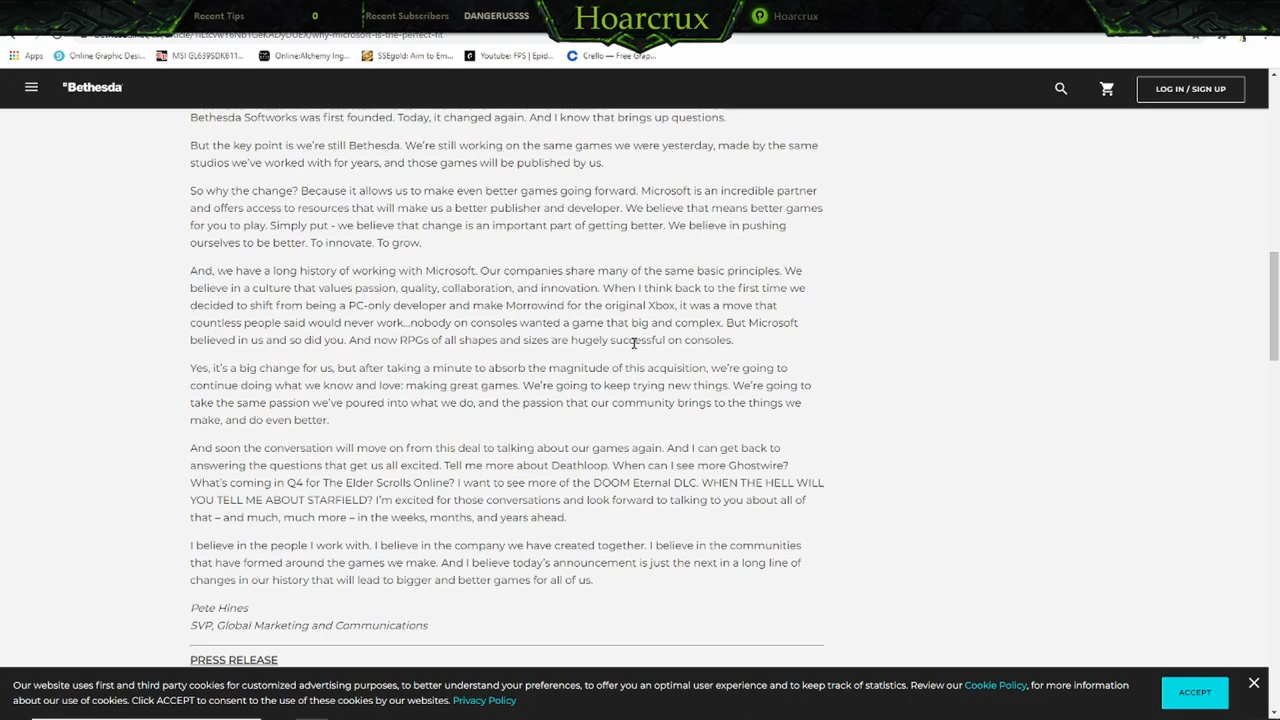 Recent Tips 0 Recent Subscribers DANGERUSSSS Hoarcrux Hoarcrux
why-microsoft-is-the-perfect-fit
Apps Online Graphic Desi... MSI GL639SDK611... Online:Alchemy Ing... SSEgold: Aim to Em... Youtube: FPS | Epid... Crello — Free Grap...
Bethesda LOG IN / SIGN UP
Bethesda Softworks was first founded. Today, it changed again. And I know that brings up questions.
But the key point is we're still Bethesda. We're still working on the same games we were yesterday, made by the same
studios we've worked with for years, and those games will be published by us.
So why the change? Because it allows us to make even better games going forward. Microsoft is an incredible partner
and offers access to resources that will make us a better publisher and developer. We believe that means better games
for you to play. Simply put - we believe that change is an important part of getting better. We believe in pushing
ourselves to be better. To innovate. To grow.
And, we have a long history of working with Microsoft. Our companies share many of the same basic principles. We
believe in a culture that values passion, quality, collaboration, and innovation. When I think back to the first time we
decided to shift from being a PC-only developer and make Morrowind for the original Xbox, it was a move that
countless people said would never work...nobody on consoles wanted a game that big and complex. But Microsoft
believed in us and so did you. And now RPGs of all shapes and sizes are hugely successful on consoles.
Yes, it's a big change for us, but after taking a minute to absorb the magnitude of this acquisition, we're going to
continue doing what we know and love: making great games. We're going to keep trying new things. We're going to
take the same passion we've poured into what we do, and the passion that our community brings to the things we
make, and do even better.
And soon the conversation will move on from this deal to talking about our games again. And I can get back to
answering the questions that get us all excited. Tell me more about Deathloop. When can I see more Ghostwire?
What's coming in Q4 for The Elder Scrolls Online? I want to see more of the DOOM Eternal DLC. WHEN THE HELL WILL
YOU TELL ME ABOUT STARFIELD? I'm excited for those conversations and look forward to talking to you about all of
that – and much, much more – in the weeks, months, and years ahead.
I believe in the people I work with. I believe in the company we have created together. I believe in the communities
that have formed around the games we make. And I believe today's announcement is just the next in a long line of
changes in our history that will lead to bigger and better games for all of us.
Pete Hines
SVP, Global Marketing and Communications
PRESS RELEASE
Our website uses first and third party cookies for customized advertising purposes, to better understand your preferences, to offer you an optimal user experience and to keep track of statistics. Review our Cookie Policy, for more information
about our use of cookies. Click ACCEPT to consent to the use of these cookies by our websites. Privacy Policy
ACCEPT